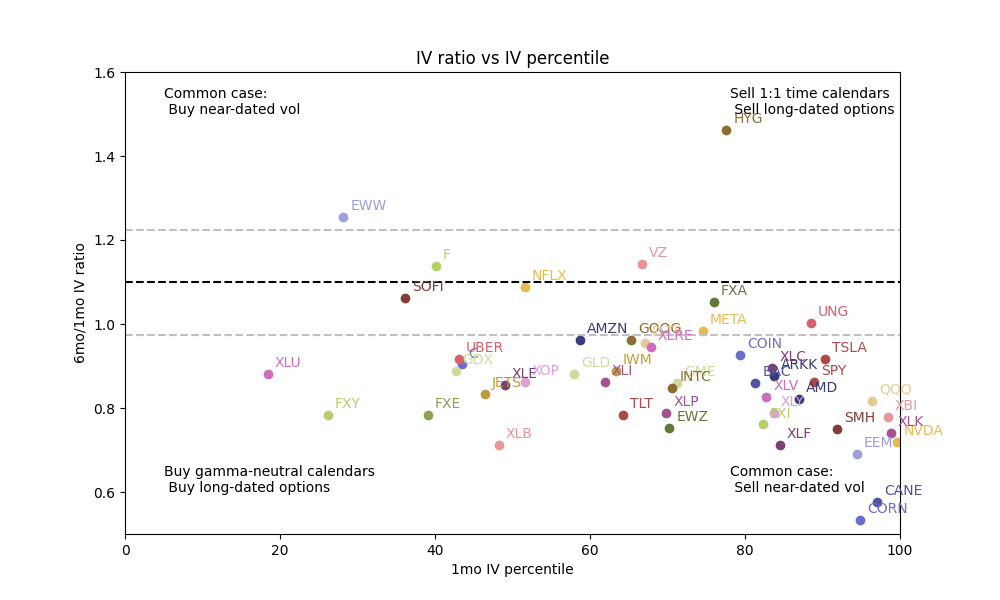 IV ratio vs IV percentile
1.6
Common case:
Buy near-dated vol
Sell 1:1 time calendars
Sell long-dated options
HYG
1.4
EWW
1.2
F
VZ
NFLX
SOFI
FXA
UNG
META
1.0
AMZN
GOOG
XLRE
COIN
UBER
C
TSLA
XLC
GDX
IWM
ARKK
XLU
XOP
GLD
XLE
XLI
GME
BAC
SPY
INTC
JETS
XLV
AMD
QQQ
0.8
FXY
FXE
TLT
XLP
FXI
XBI
EWZ
SMH
XLK
XLB
XLF
NVDA
EEM
Buy gamma-neutral calendars
Buy long-dated options
Common case:
Sell near-dated vol
0.6
CANE
CORN
0
20
40
60
80
100
1mo IV percentile
6mo/1mo IV ratio